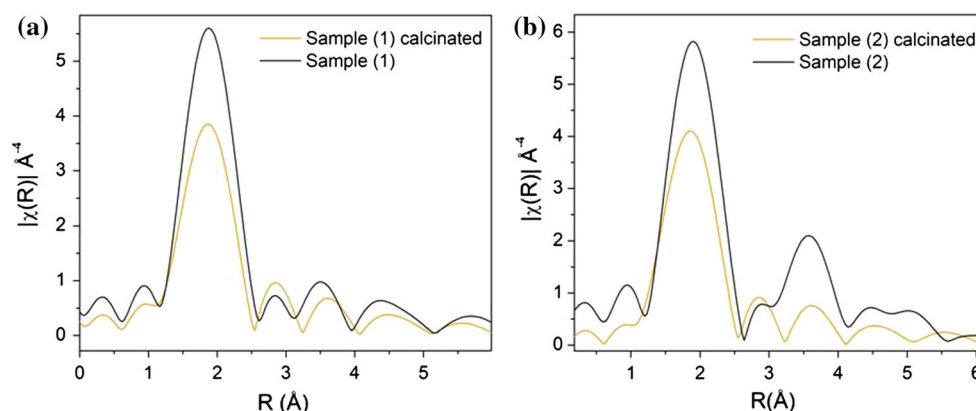 (a)
Sample (1) calcinated
Sample (1)
|χ(R)| Å⁻⁴
5
4
3
2
1
0
0 1 2 3 4 5
R (Å)
(b)
Sample (2) calcinated
Sample (2)
|χ(R)| Å⁻⁴
6
5
4
3
2
1
0
1 2 3 4 5 6
R(Å)